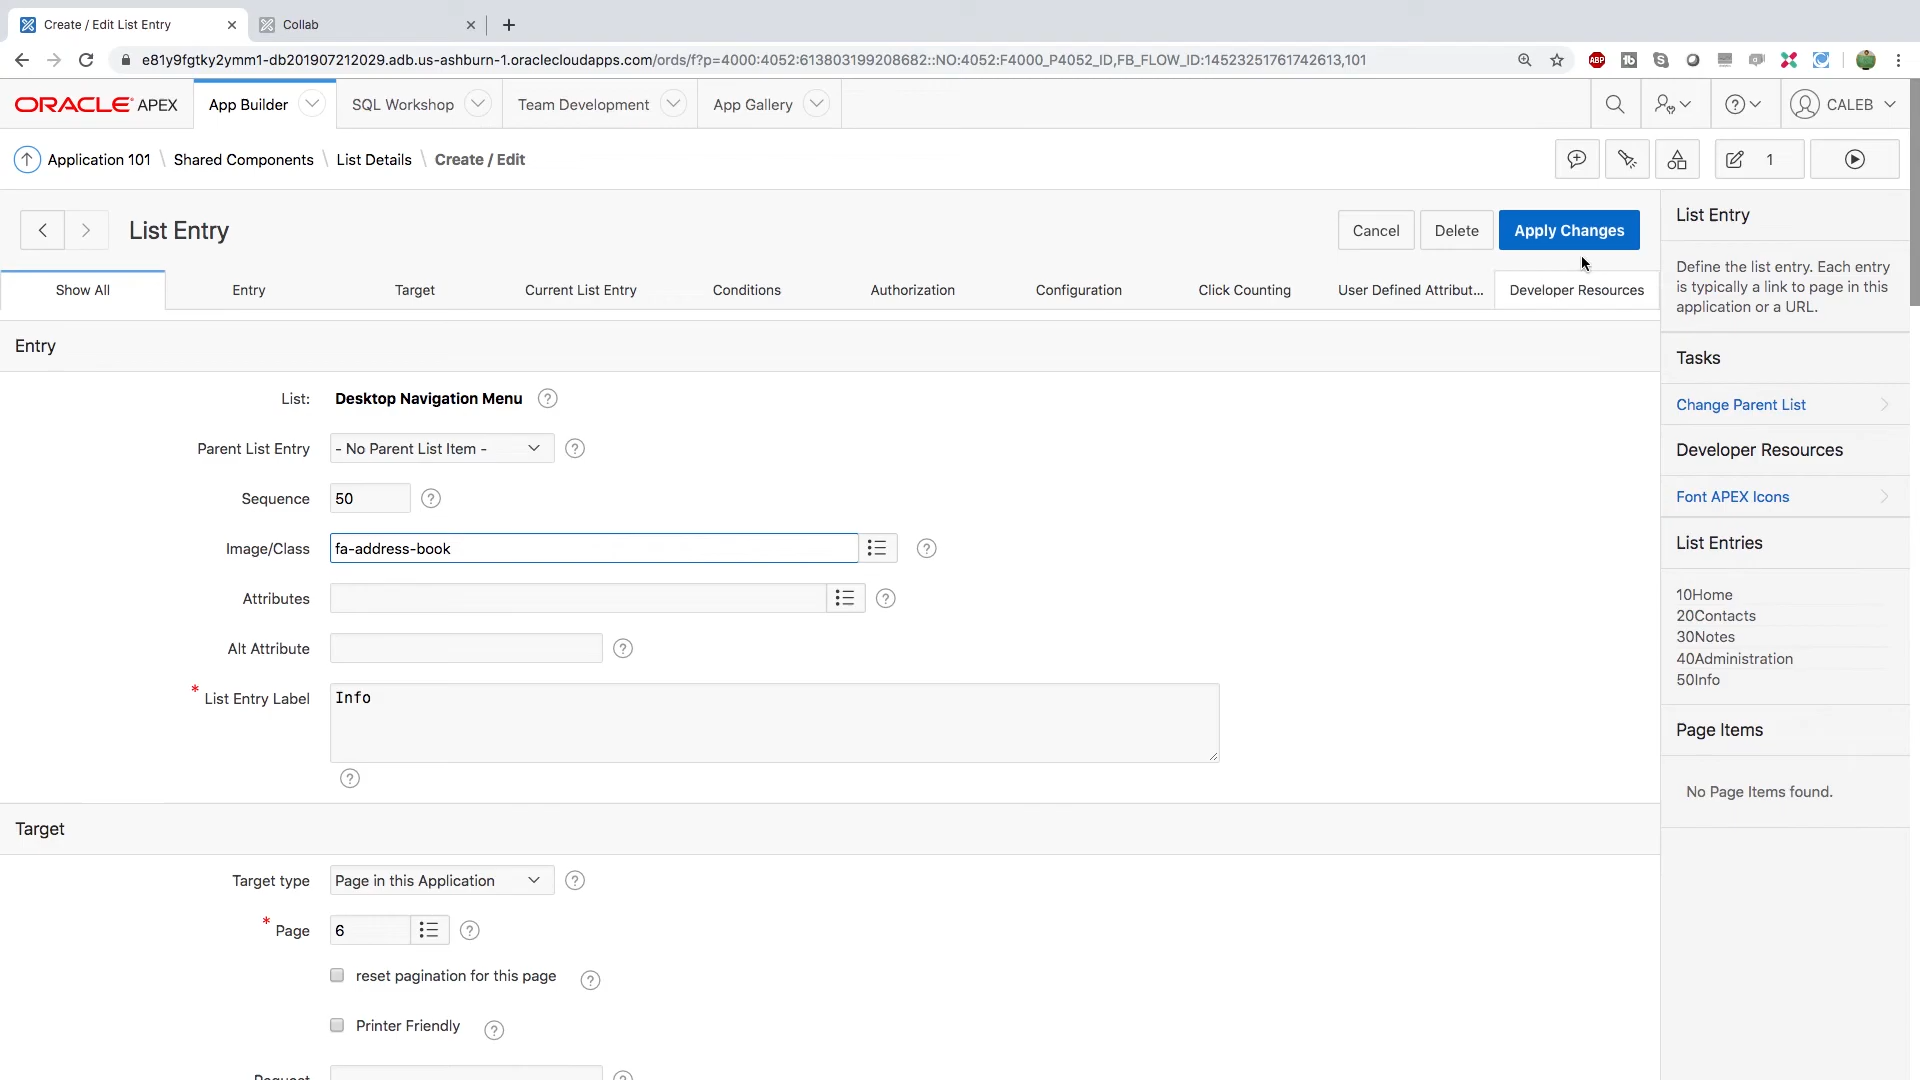 Create / Edit List Entry
Collab
e81y9fgtky2ymm1-db201907212029.adb.us-ashburn-1.oraclecloudapps.com/ords/f?p=4000:4052:613803199208682::NO:4052:F4000_P4052_ID,FB_FLOW_ID:14523251761742613,101
ABP
ORACLE APEX
App Builder
SQL Workshop
Team Development
App Gallery
CALEB
Application 101 \ Shared Components \ List Details \ Create / Edit
1
List Entry
Cancel
Delete
Apply Changes
Show All
Entry
Target
Current List Entry
Conditions
Authorization
Configuration
Click Counting
User Defined Attribut...
Developer Resources
Entry
List: Desktop Navigation Menu ?
Parent List Entry - No Parent List Item - ?
Sequence 50 ?
Image/Class fa-address-book ?
Attributes ?
Alt Attribute ?
* List Entry Label Info
?
Target
Target type Page in this Application ?
* Page 6 ?
reset pagination for this page ?
Printer Friendly ?
Request ?
List Entry
Define the list entry. Each entry
is typically a link to page in this
application or a URL.
Tasks
Change Parent List
Developer Resources
Font APEX Icons
List Entries
10Home
20Contacts
30Notes
40Administration
50Info
Page Items
No Page Items found.